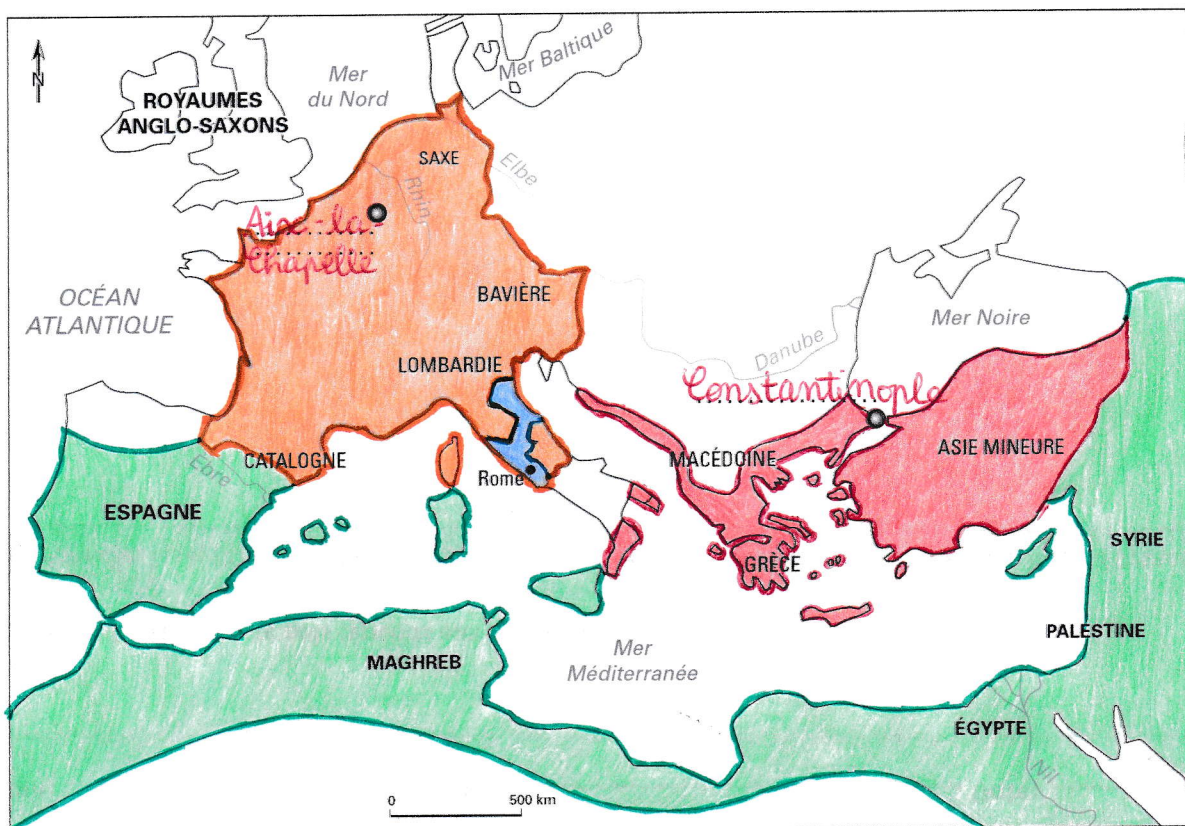 N
Mer Baltique
Mer
du Nord
ROYAUMES
ANGLO-SAXONS
SAXE
Elbe
Rhin
Aix-la-
Chapelle
OCÉAN
ATLANTIQUE
BAVIÈRE
Mer Noire
Danube
LOMBARDIE
Constantinople
CATALOGNE
Ebre
Rome
MACÉDOINE
ASIE MINEURE
ESPAGNE
SYRIE
GRÈCE
PALESTINE
Mer
Méditerranée
MAGHREB
ÉGYPTE
Nil
0 500 km